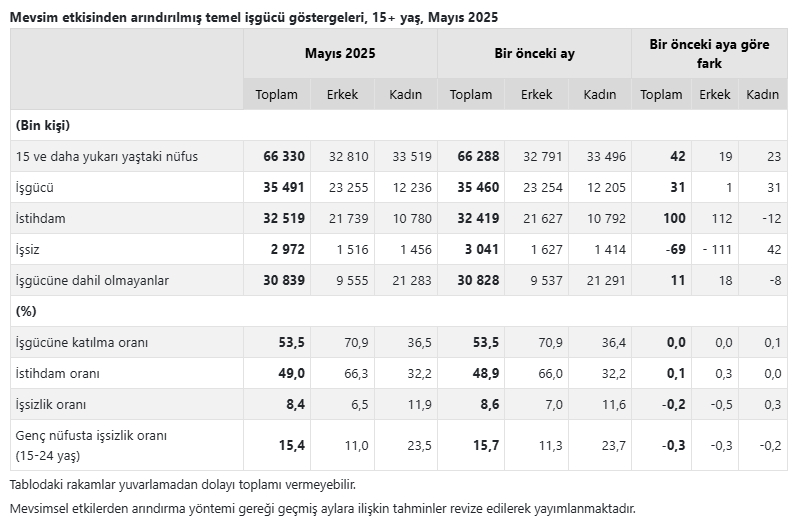 Mevsim etkisinden arındırılmış temel işgücü göstergeleri, 15+ yaş, Mayıs 2025
Mayıs 2025 Bir önceki ay Bir önceki aya göre
fark
Toplam Erkek Kadın Toplam Erkek Kadın Toplam Erkek Kadın
(Bin kişi)
15 ve daha yukarı yaştaki nüfus 66 330 32 810 33 519 66 288 32 791 33 496 42 19 23
İşgücü 35 491 23 255 12 236 35 460 23 254 12 205 31 1 31
İstihdam 32 519 21 739 10 780 32 419 21 627 10 792 100 112 -12
İşsiz 2 972 1 516 1 456 3 041 1 627 1 414 -69 - 111 42
İşgücüne dahil olmayanlar 30 839 9 555 21 283 30 828 9 537 21 291 11 18 -8
(%)
İşgücüne katılma oranı 53,5 70,9 36,5 53,5 70,9 36,4 0,0 0,0 0,1
İstihdam oranı 49,0 66,3 32,2 48,9 66,0 32,2 0,1 0,3 0,0
İşsizlik oranı 8,4 6,5 11,9 8,6 7,0 11,6 -0,2 -0,5 0,3
Genç nüfusta işsizlik oranı
(15-24 yaş) 15,4 11,0 23,5 15,7 11,3 23,7 -0,3 -0,3 -0,2
Tablodaki rakamlar yuvarlamadan dolayı toplamı vermeyebilir.
Mevsimsel etkilerden arındırma yöntemi gereği geçmiş aylara ilişkin tahminler revize edilerek yayımlanmaktadır.